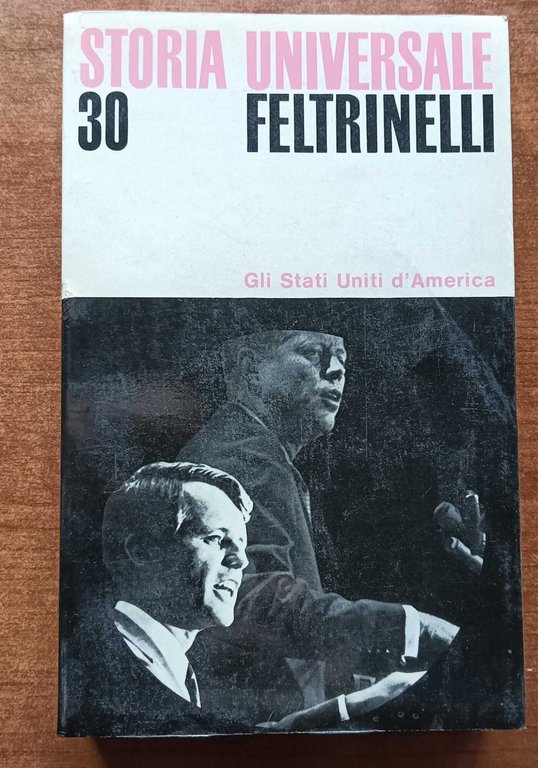 STORIA UNIVERSALE
30 FELTRINELLI
Gli Stati Uniti d'America